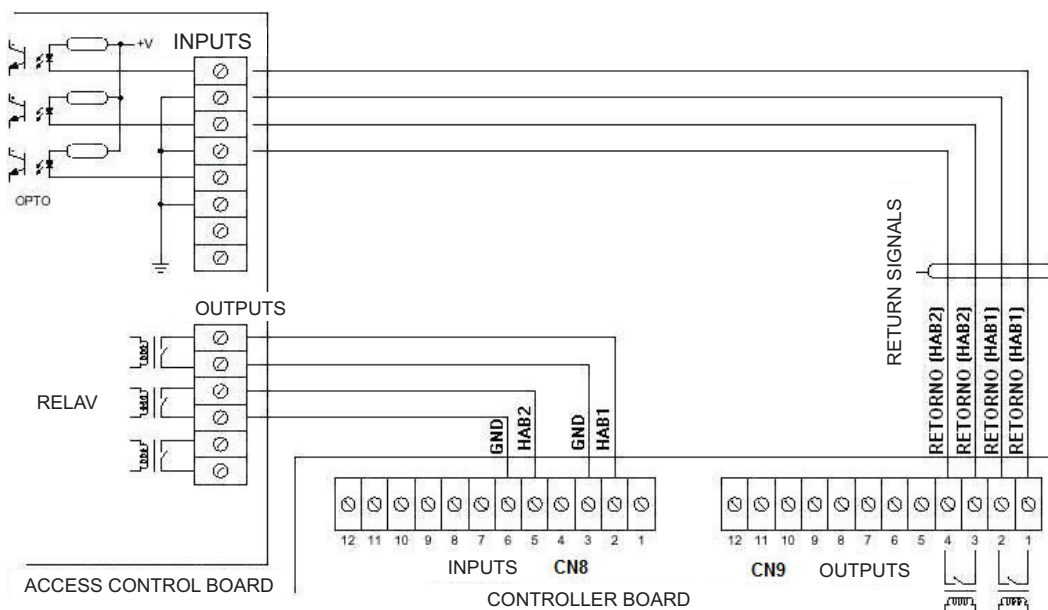 +V
INPUTS
OPTO
OUTPUTS
RELAV
RETURN SIGNALS
RETORNO (HAB2)
RETORNO (HAB2)
RETORNO (HAB1)
RETORNO (HAB1)
GND
HAB2
GND
HAB1
12 11 10 9 8 7 6 5 4 3 2 1
12 11 10 9 8 7 6 5 4 3 2 1
INPUTS CN8
CN9 OUTPUTS
ACCESS CONTROL BOARD
CONTROLLER BOARD